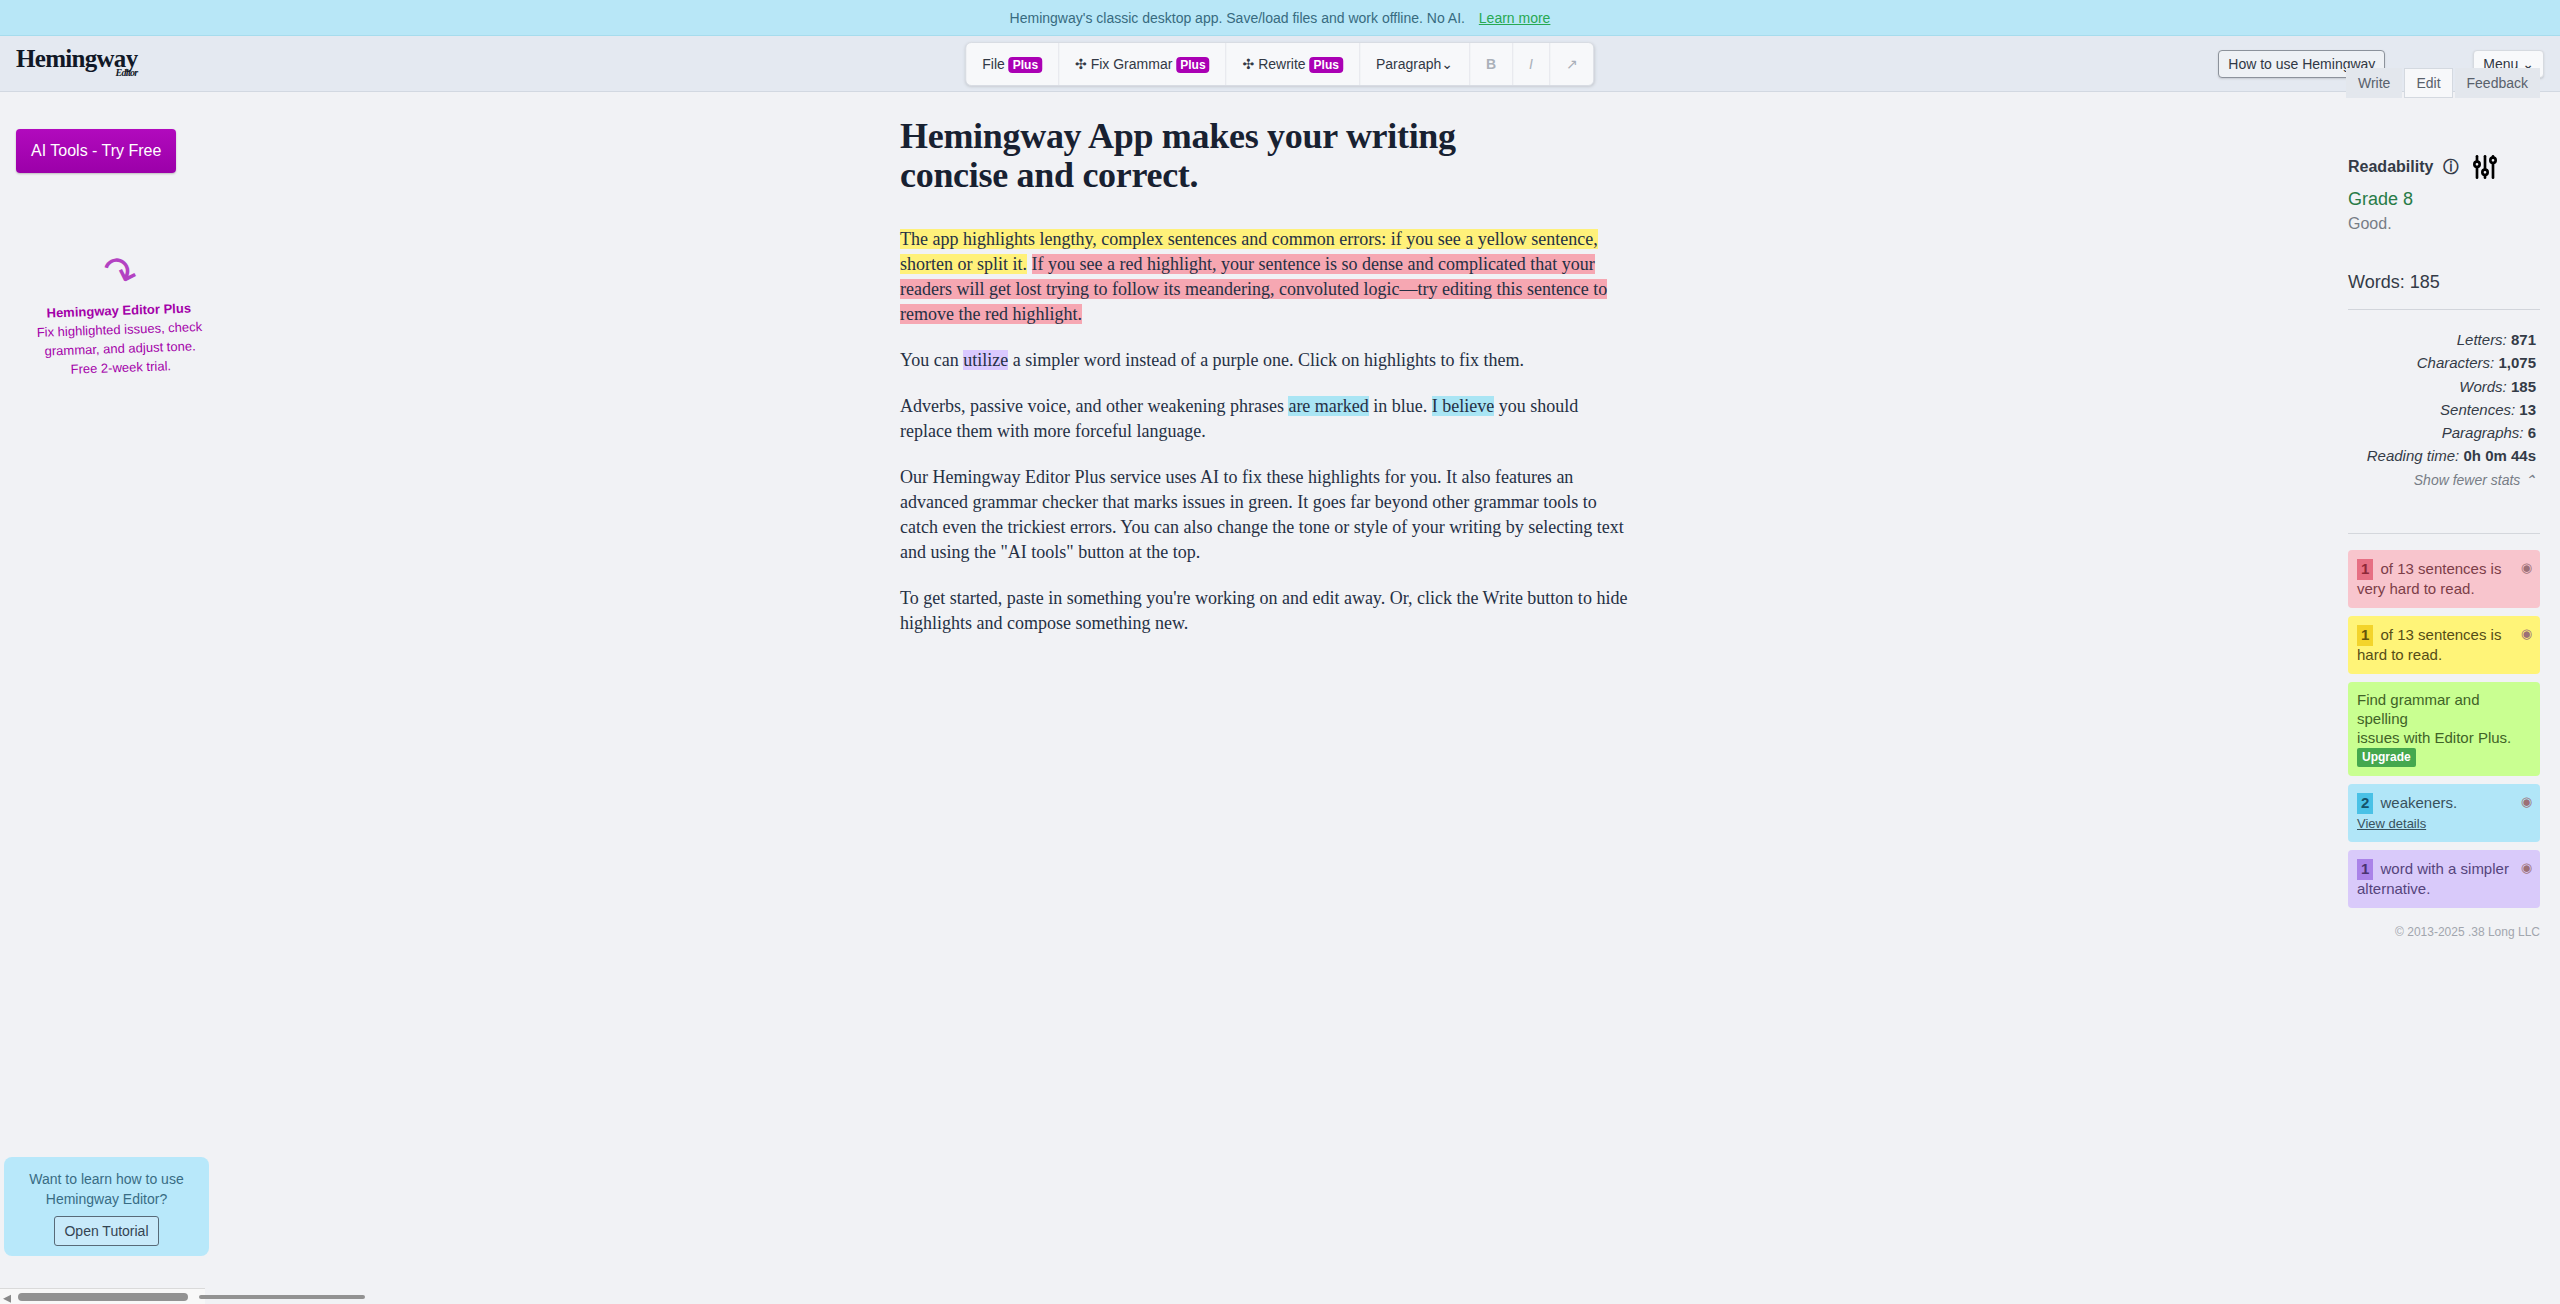 Hemingway's classic desktop app. Save/load files and work offline. No AI. Learn more
Hemingway
Editor
File Plus
Fix Grammar Plus
Rewrite Plus
Paragraph
B
I
How to use Hemingway
Menu
Write
Edit
Feedback
AI Tools - Try Free
Hemingway Editor Plus
Fix highlighted issues, check
grammar, and adjust tone.
Free 2-week trial.
Hemingway App makes your writing
concise and correct.
The app highlights lengthy, complex sentences and common errors: if you see a yellow sentence,
shorten or split it. If you see a red highlight, your sentence is so dense and complicated that your
readers will get lost trying to follow its meandering, convoluted logic—try editing this sentence to
remove the red highlight.
You can utilize a simpler word instead of a purple one. Click on highlights to fix them.
Adverbs, passive voice, and other weakening phrases are marked in blue. I believe you should
replace them with more forceful language.
Our Hemingway Editor Plus service uses AI to fix these highlights for you. It also features an
advanced grammar checker that marks issues in green. It goes far beyond other grammar tools to
catch even the trickiest errors. You can also change the tone or style of your writing by selecting text
and using the "AI tools" button at the top.
To get started, paste in something you're working on and edit away. Or, click the Write button to hide
highlights and compose something new.
Readability
Grade 8
Good.
Words: 185
Letters: 871
Characters: 1,075
Words: 185
Sentences: 13
Paragraphs: 6
Reading time: 0h 0m 44s
Show fewer stats
1 of 13 sentences is
very hard to read.
1 of 13 sentences is
hard to read.
Find grammar and
spelling
issues with Editor Plus.
Upgrade
2 weakeners.
View details
1 word with a simpler
alternative.
© 2013-2025 .38 Long LLC
Want to learn how to use
Hemingway Editor?
Open Tutorial